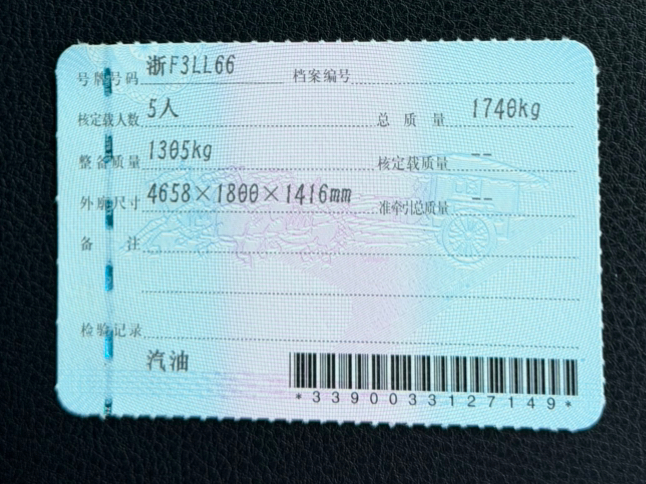 号牌号码 浙F3LL66 档案编号
核定载人数 5人 总质量 1740kg
整备质量 1305kg 核定载质量 --
外廓尺寸 4658×1800×1416mm 准牵引总质量 --
备注
检验记录
汽油
*3390033127149*